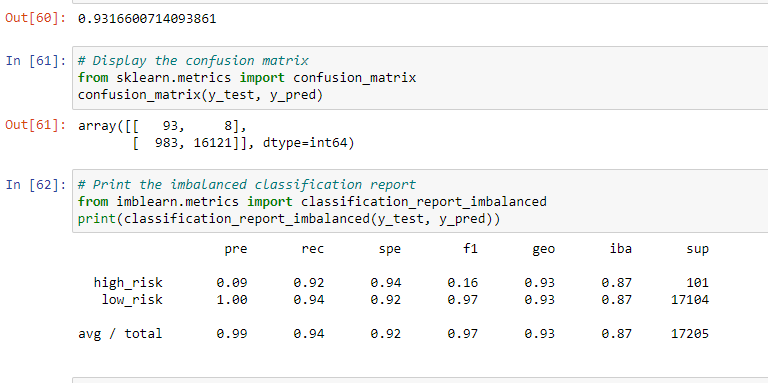 Out[60]: 0.9316600714093861
In [61]: # Display the confusion matrix
from sklearn.metrics import confusion_matrix
confusion_matrix(y_test, y_pred)
Out[61]: array([[   93,     8],
       [  983, 16121]], dtype=int64)
In [62]: # Print the imbalanced classification report
from imblearn.metrics import classification_report_imbalanced
print(classification_report_imbalanced(y_test, y_pred))
pre rec spe f1 geo iba sup
high_risk 0.09 0.92 0.94 0.16 0.93 0.87 101
low_risk 1.00 0.94 0.92 0.97 0.93 0.87 17104
avg / total 0.99 0.94 0.92 0.97 0.93 0.87 17205